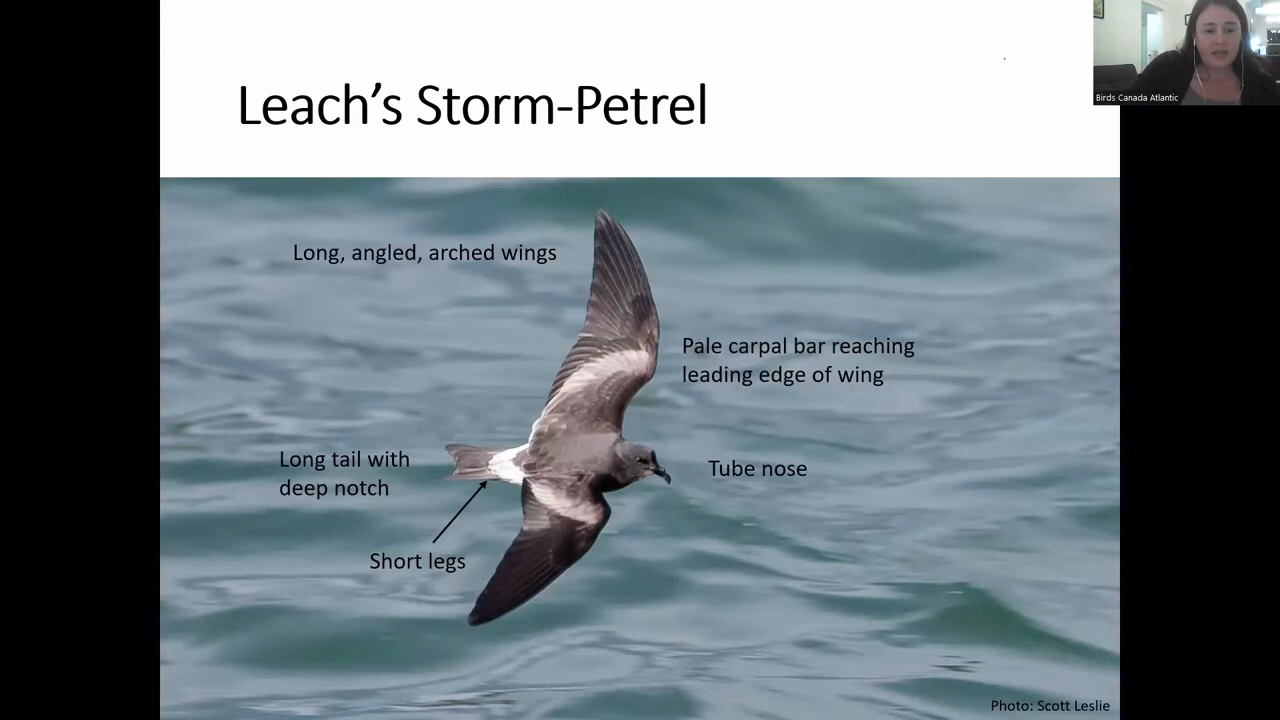 Leach's Storm-Petrel
Birds Canada Atlantic
Long, angled, arched wings
Pale carpal bar reaching
leading edge of wing
Long tail with
deep notch
Tube nose
Short legs
Photo: Scott Leslie